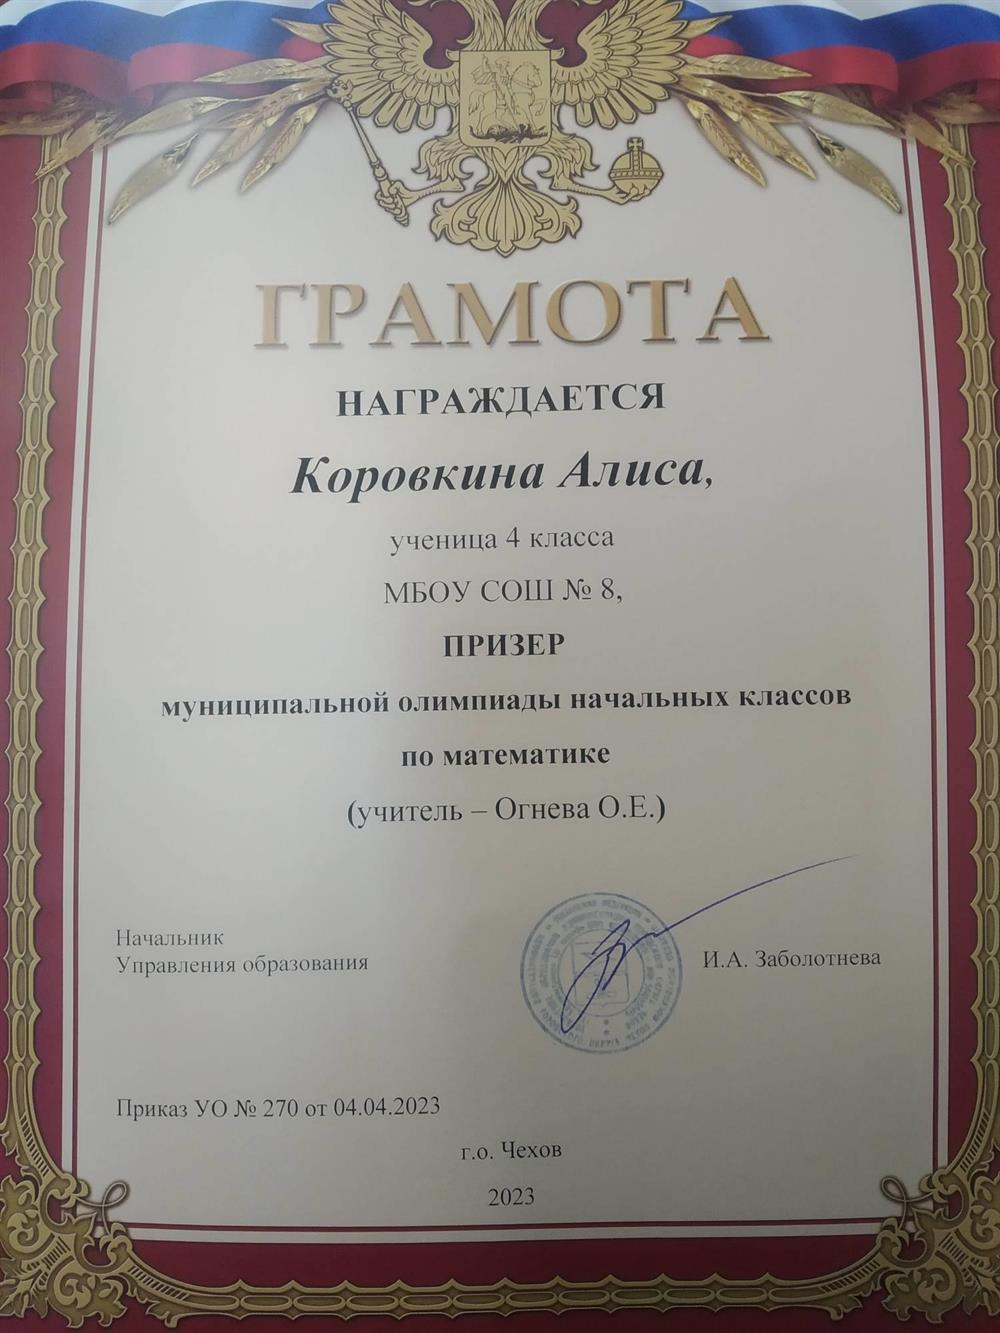 ГРАМОТА
НАГРАЖДАЕТСЯ
Коровкина Алиса,
ученица 4 класса
МБОУ СОШ № 8,
ПРИЗЕР
муниципальной олимпиады начальных классов
по математике
(учитель – Огнева О.Е.)
Начальник
Управления образования
И.А. Заболотнева
Приказ УО № 270 от 04.04.2023
г.о. Чехов
2023